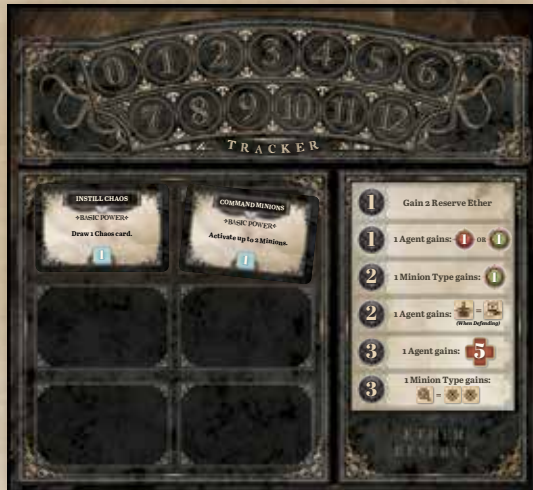 0 1 2 3 4 5 6
7 8 9 10 11 12
TRACKER
INSTILL CHAOS
BASIC POWER
Draw 1 Chaos card.
1
COMMAND MINIONS
BASIC POWER
Activate up to 2 Minions.
1
1 Gain 2 Reserve Ether
1 1 Agent gains: 1 OR 1
2 1 Minion Type gains: 1
2 1 Agent gains: =
(When Defending)
3 1 Agent gains: 5
3 1 Minion Type gains:
=
ETHER
RESERVE